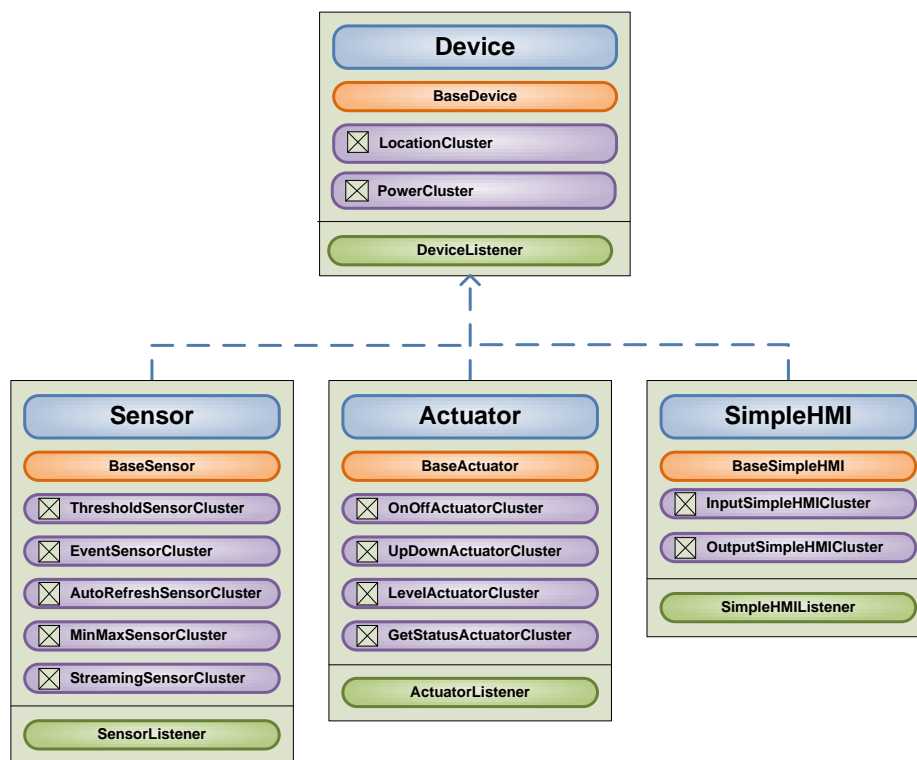 Device
BaseDevice
LocationCluster
PowerCluster
DeviceListener
Sensor
BaseSensor
ThresholdSensorCluster
EventSensorCluster
AutoRefreshSensorCluster
MinMaxSensorCluster
StreamingSensorCluster
SensorListener
Actuator
BaseActuator
OnOffActuatorCluster
UpDownActuatorCluster
LevelActuatorCluster
GetStatusActuatorCluster
ActuatorListener
SimpleHMI
BaseSimpleHMI
InputSimpleHMICluster
OutputSimpleHMICluster
SimpleHMIListener